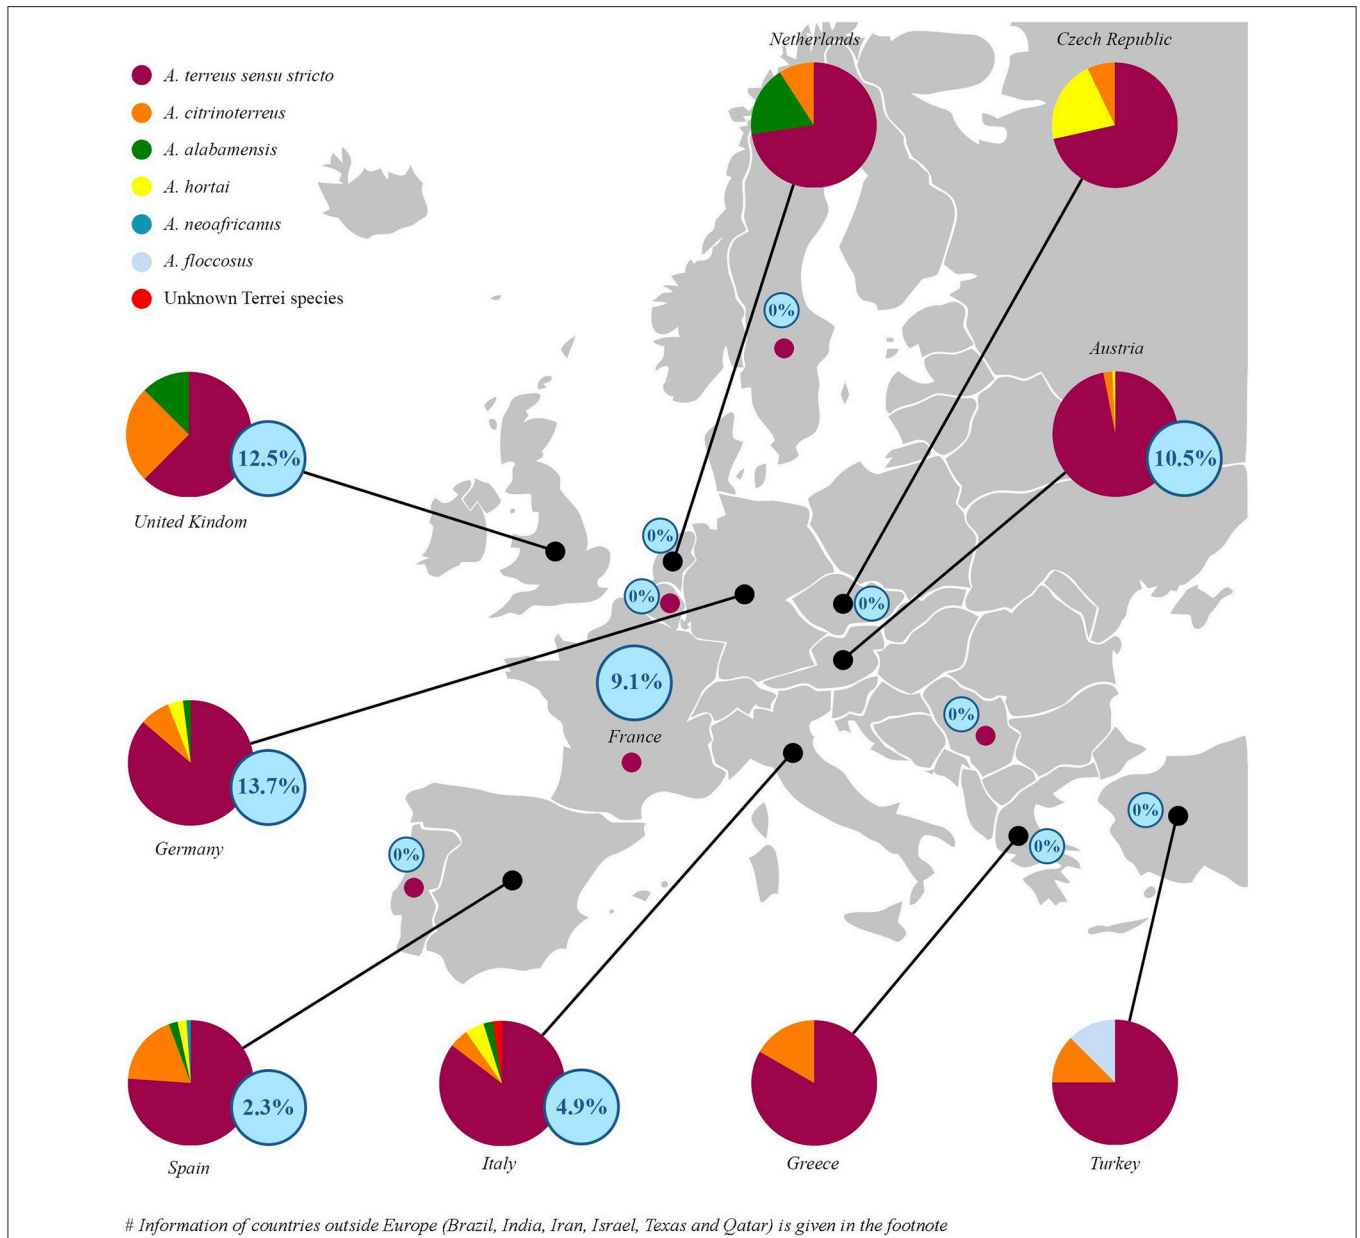 Netherlands
Czech Republic
A. terreus sensu stricto
A. citrinoterreus
A. alabamensis
A. hortai
A. neoafricanus
A. floccosus
Unknown Terrei species
0%
Austria
12.5%
10.5%
United Kindom
0%
0%
0%
9.1%
France
0%
13.7%
Germany
0%
0%
0%
2.3%
4.9%
Spain
Italy
Greece
Turkey
# Information of countries outside Europe (Brazil, India, Iran, Israel, Texas and Qatar) is given in the footnote